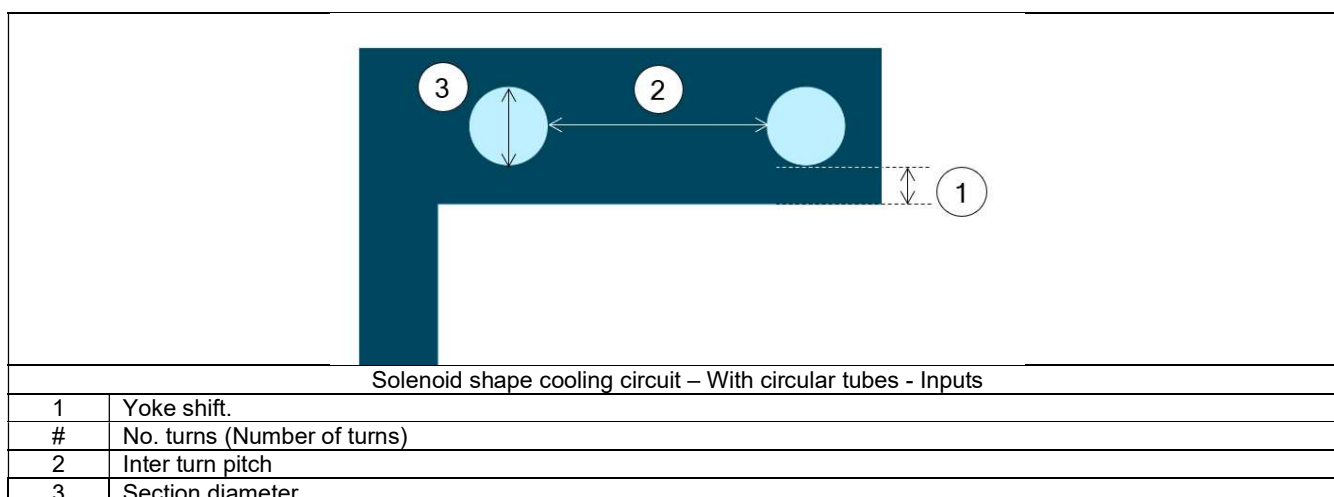 3
2
1
Solenoid shape cooling circuit – With circular tubes - Inputs
1 Yoke shift.
# No. turns (Number of turns)
2 Inter turn pitch
3 Section diameter